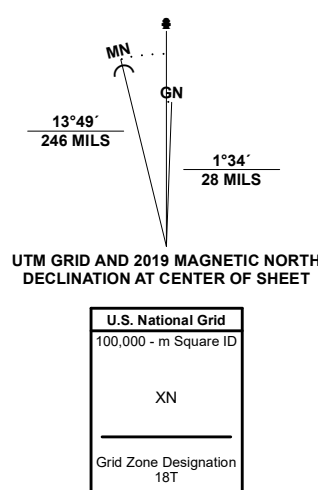 MN
GN
13°49´
246 MILS
1°34´
28 MILS
UTM GRID AND 2019 MAGNETIC NORTH
DECLINATION AT CENTER OF SHEET
U.S. National Grid
100,000 - m Square ID
XN
Grid Zone Designation
18T